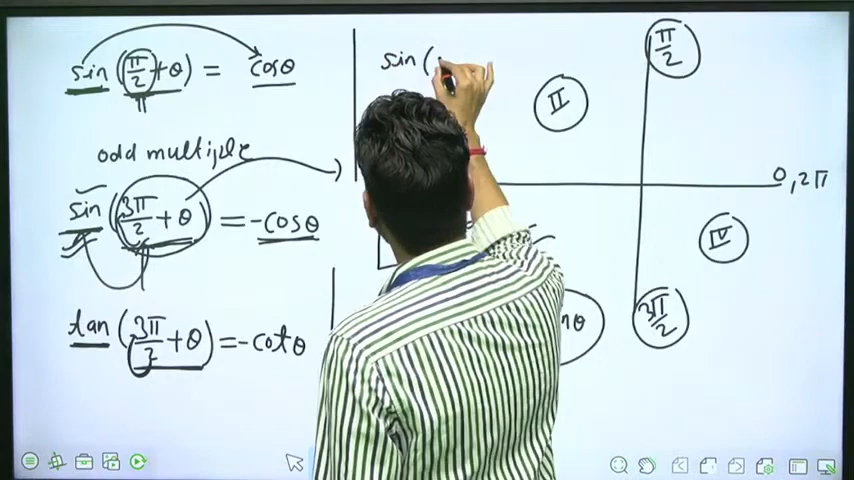 sin (π/2 + θ) = cosθ
odd multiple
sin (3π/2 + θ) = -cosθ
tan (3π/2 + θ) = -cotθ
sin (
II
π/2
0, 2π
IV
3π/2
θ